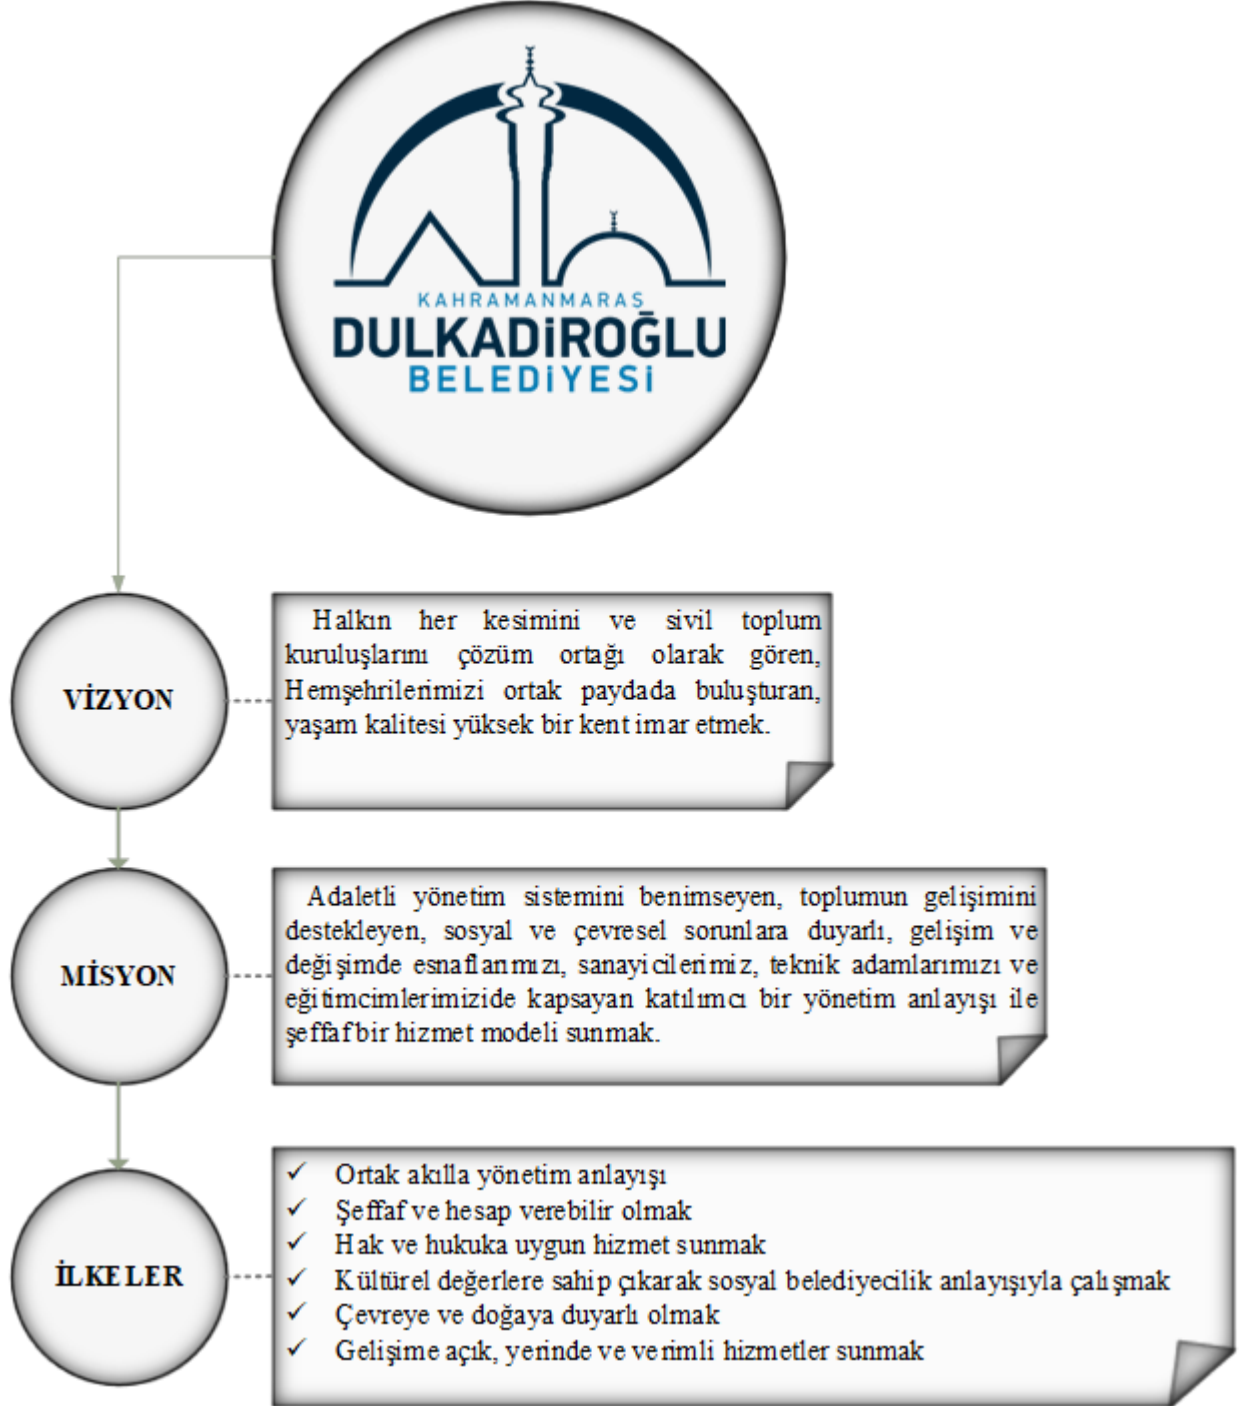 KAHRAMANMARAŞ
DULKADİROĞLU
BELEDİYESİ
VİZYON
Halkın her kesimini ve sivil toplum
kuruluşlarını çözüm ortağı olarak gören,
Hemşehrilerimizi ortak paydada buluşturan,
yaşam kalitesi yüksek bir kent imar etmek.
MİSYON
Adaletli yönetim sistemini benimseyen, toplumun gelişimini
destekleyen, sosyal ve çevresel sorunlara duyarlı, gelişim ve
değişimde esnaflarımızı, sanayicilerimiz, teknik adamlarımızı ve
eğitimcimlerimizide kapsayan katılımcı bir yönetim anlayışı ile
şeffaf bir hizmet modeli sunmak.
İLKELER
✓ Ortak akılla yönetim anlayışı
✓ Şeffaf ve hesap verebilir olmak
✓ Hak ve hukuka uygun hizmet sunmak
✓ Kültürel değerlere sahip çıkarak sosyal belediyecilik anlayışıyla çalışmak
✓ Çevreye ve doğaya duyarlı olmak
✓ Gelişime açık, yerinde ve verimli hizmetler sunmak